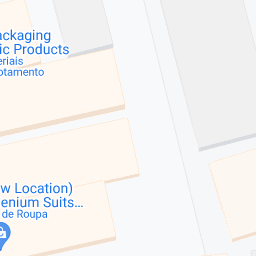 ackaging
ic Products
eriais
otamento
w Location)
enium Suits...
de Roupa